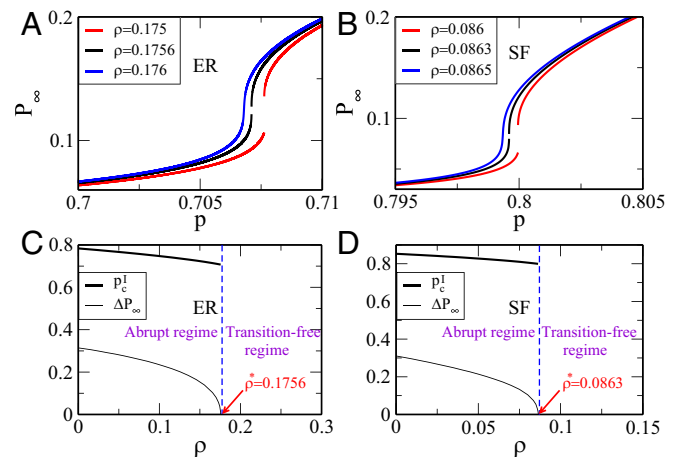 A
0.2
ρ=0.175
ρ=0.1756
ρ=0.176
ER
P∞
0.1
0.7
0.705
0.71
p
B
0.2
ρ=0.086
ρ=0.0863
ρ=0.0865
SF
P∞
0.1
0.795
0.8
0.805
p
C
0.8
0.6
0.4
0.2
0
p_c^I
ΔP∞
ER
Abrupt regime
Transition-free
regime
ρ*=0.1756
0
0.1
0.2
0.3
ρ
D
0.8
0.6
0.4
0.2
0
p_c^I
ΔP∞
SF
Abrupt regime
Transition-free
regime
ρ*=0.0863
0
0.05
0.1
0.15
ρ